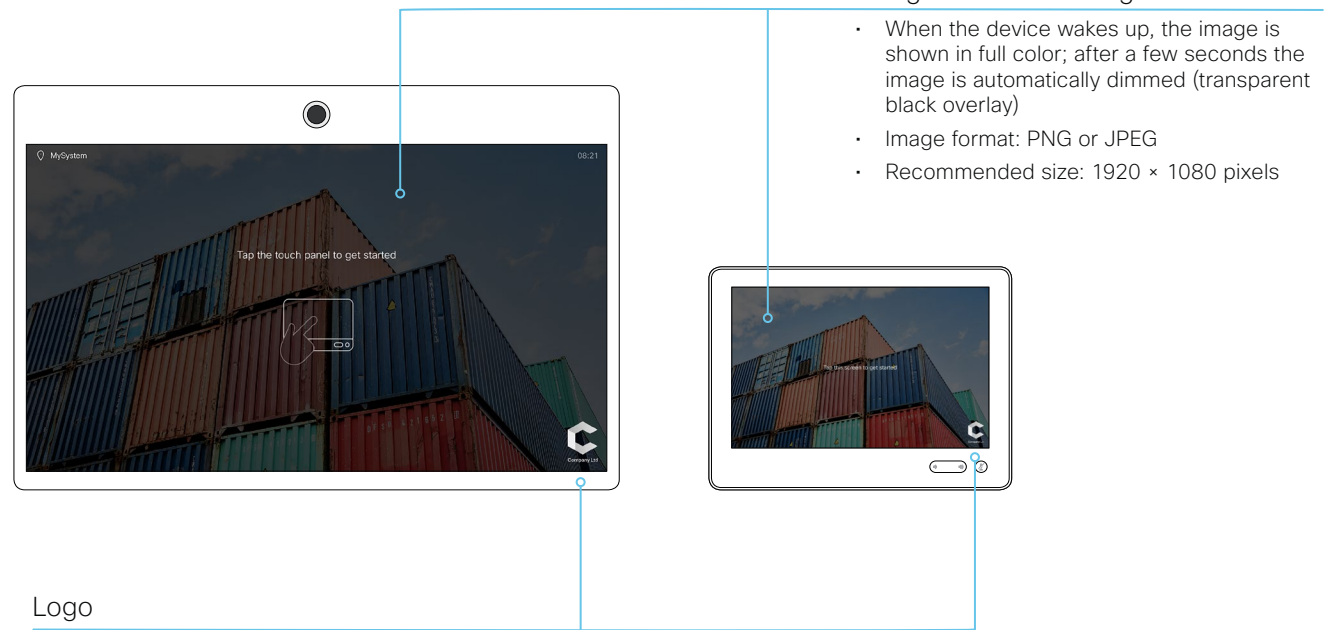 When the device wakes up, the image is
shown in full color; after a few seconds the
image is automatically dimmed (transparent
black overlay)
Image format: PNG or JPEG
Recommended size: 1920 × 1080 pixels
MySystem
08:21
Tap the touch panel to get started
Company Ltd
Tap the screen to get started!
Logo